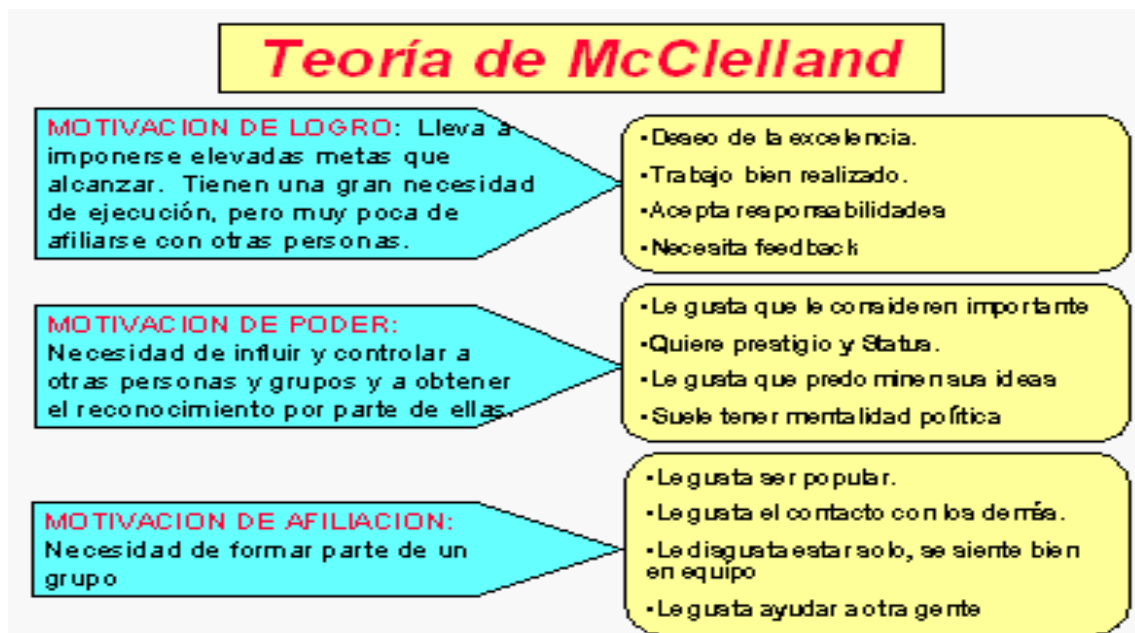 Teoría de McClelland
MOTIVACION DE LOGRO: Lleva a
imponerse elevadas metas que
alcanzar. Tienen una gran necesidad
de ejecución, pero muy poca de
afiliarse con otras personas.
•Deseo de la excelencia.
•Trabajo bien realizado.
•Acepta responsabilidades
•Necesita feedback
MOTIVACION DE PODER:
Necesidad de influir y controlar a
otras personas y grupos y a obtener
el reconocimiento por parte de ellas.
•Le gusta que le consideren importante
•Quiere prestigio y Status.
•Le gusta que predominen sus ideas
•Suele tener mentalidad política
MOTIVACION DE AFILIACION:
Necesidad de formar parte de un
grupo
•Le gusta ser popular.
•Le gusta el contacto con los demás.
•Le disgusta estar solo, se siente bien
en equipo
•Le gusta ayudar a otra gente